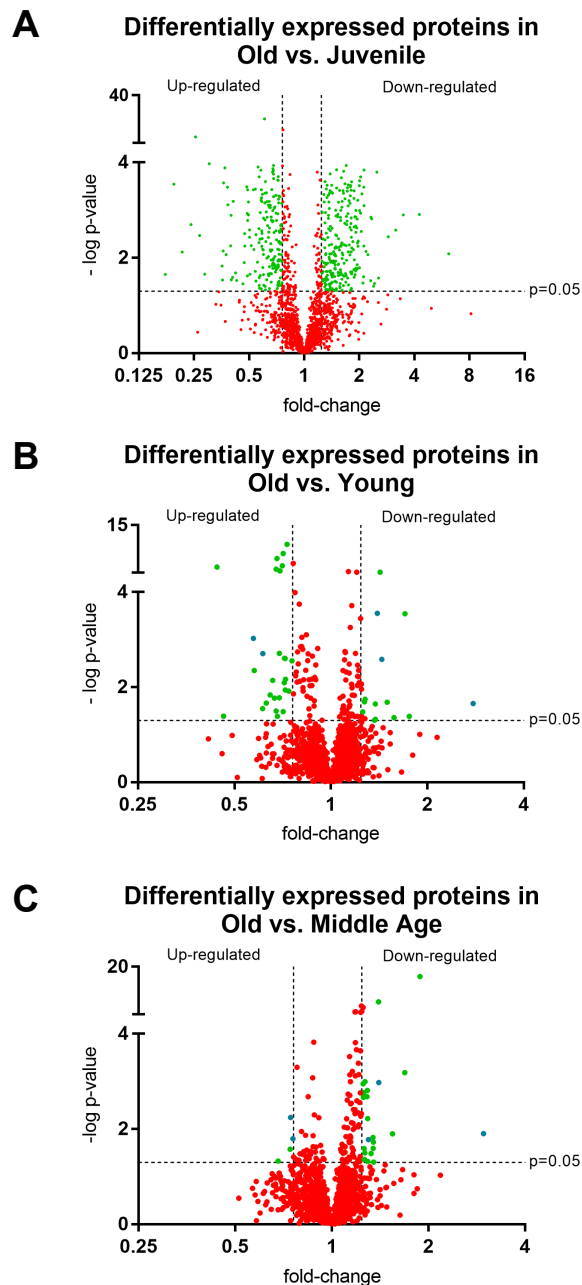 A
Differentially expressed proteins in
Old vs. Juvenile
Up-regulated
Down-regulated
40
4
2
0
- log p-value
p=0.05
0.125 0.25 0.5 1 2 4 8 16
fold-change
B
Differentially expressed proteins in
Old vs. Young
Up-regulated
Down-regulated
15
4
2
0
- log p-value
p=0.05
0.25 0.5 1 2 4
fold-change
C
Differentially expressed proteins in
Old vs. Middle Age
Up-regulated
Down-regulated
20
4
2
0
-log p-value
p=0.05
0.25 0.5 1 2 4
fold-change